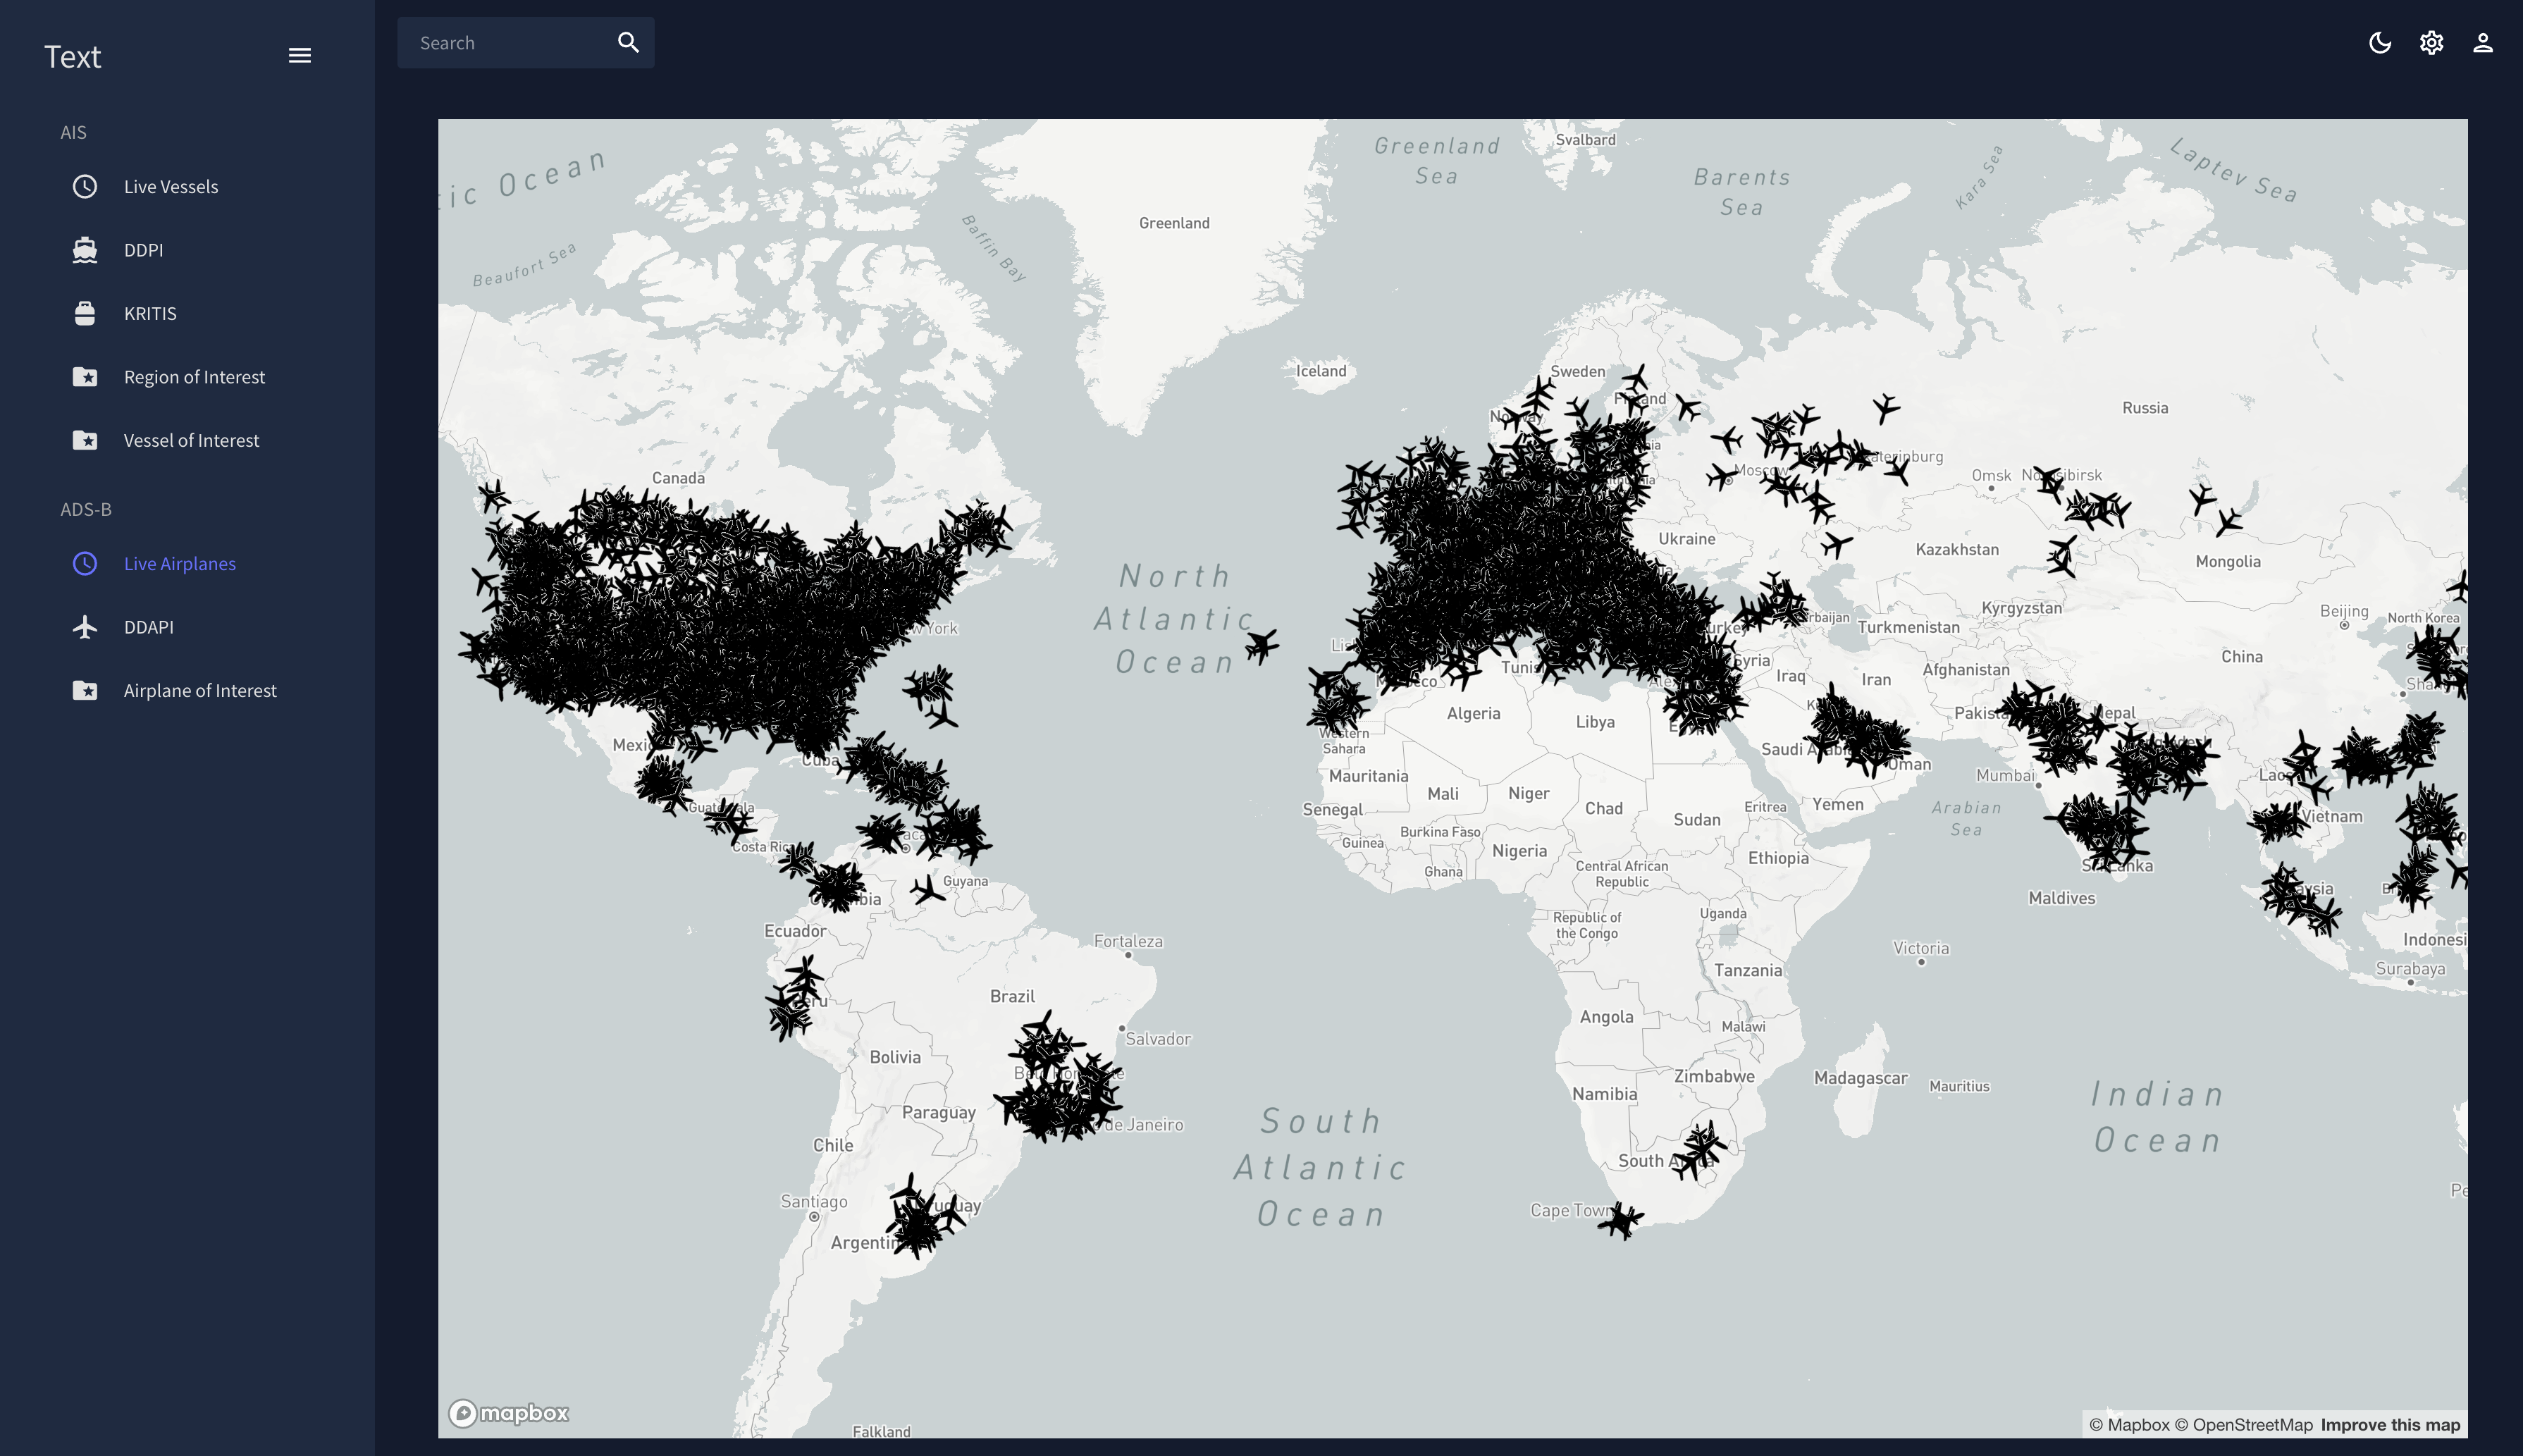 Text
Search
AIS
Live Vessels
DDPI
KRITIS
Region of Interest
Vessel of Interest
ADS-B
Live Airplanes
DDAPI
Airplane of Interest
tic Ocean
Beaufort Sea
Baffin Bay
Greenland
Greenland
Sea
Svalbard
Barents
Sea
Kara Sea
Laptev Sea
Iceland
Sweden
Russia
Canada
Moscow
Omsk
Ukraine
Kazakhstan
Mongolia
North
Atlantic
Ocean
Kyrgyzstan
Turkmenistan
Beijing
North Korea
Syria
Iraq
Iran
Afghanistan
China
Algeria
Libya
Western
Sahara
Mauritania
Mali
Niger
Chad
Sudan
Eritrea
Yemen
Oman
Mumbai
Arabian
Sea
Senegal
Burkina Faso
Guinea
Ghana
Nigeria
Central African
Republic
Ethiopia
Vietnam
Maldives
Guyana
Ecuador
Republic of
the Congo
Uganda
Fortaleza
Victoria
Tanzania
Surabaya
Brazil
Angola
Malawi
Salvador
Bolivia
Zimbabwe
Madagascar
Mauritius
Namibia
Paraguay
de Janeiro
Chile
South
Atlantic
Ocean
Indian
Ocean
Santiago
Cape Town
Falkland
mapbox
© Mapbox © OpenStreetMap Improve this map